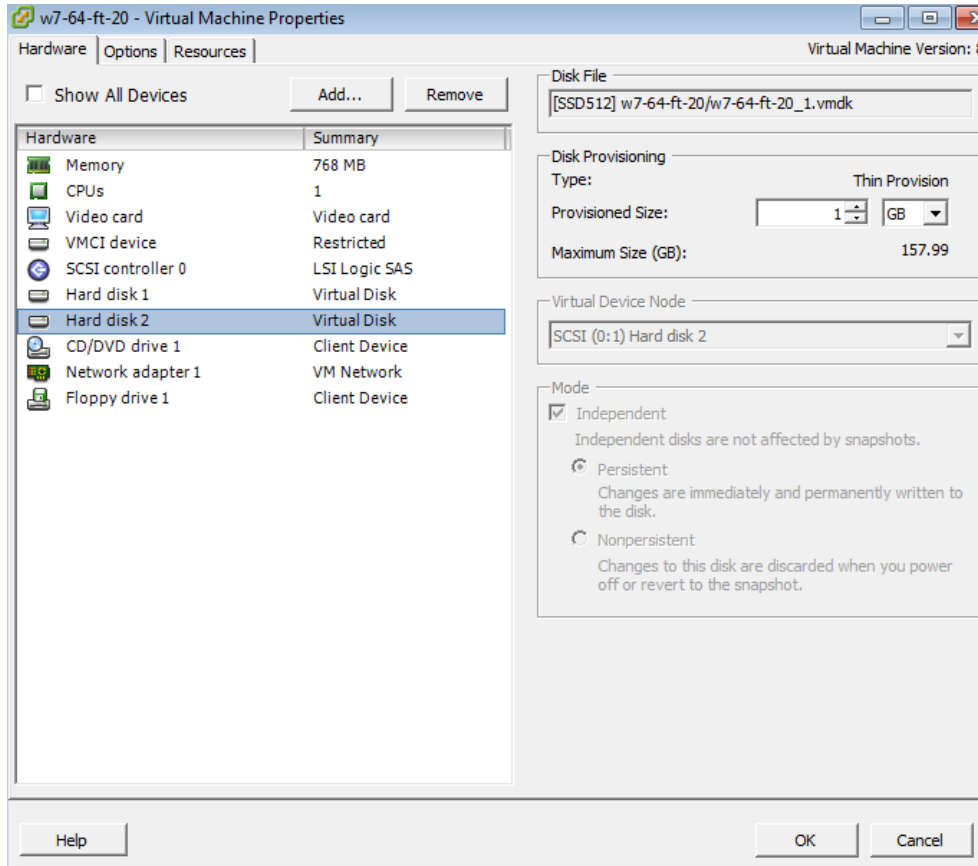 w7-64-ft-20 - Virtual Machine Properties
Hardware Options Resources Virtual Machine Version: 8
Show All Devices Add... Remove
Hardware Summary
Memory 768 MB
CPUs 1
Video card Video card
VMCI device Restricted
SCSI controller 0 LSI Logic SAS
Hard disk 1 Virtual Disk
Hard disk 2 Virtual Disk
CD/DVD drive 1 Client Device
Network adapter 1 VM Network
Floppy drive 1 Client Device
Disk File
[SSD512] w7-64-ft-20/w7-64-ft-20_1.vmdk
Disk Provisioning
Type: Thin Provision
Provisioned Size: 1 GB
Maximum Size (GB): 157.99
Virtual Device Node
SCSI (0:1) Hard disk 2
Mode
Independent
Independent disks are not affected by snapshots.
Persistent
Changes are immediately and permanently written to
the disk.
Nonpersistent
Changes to this disk are discarded when you power
off or revert to the snapshot.
Help OK Cancel